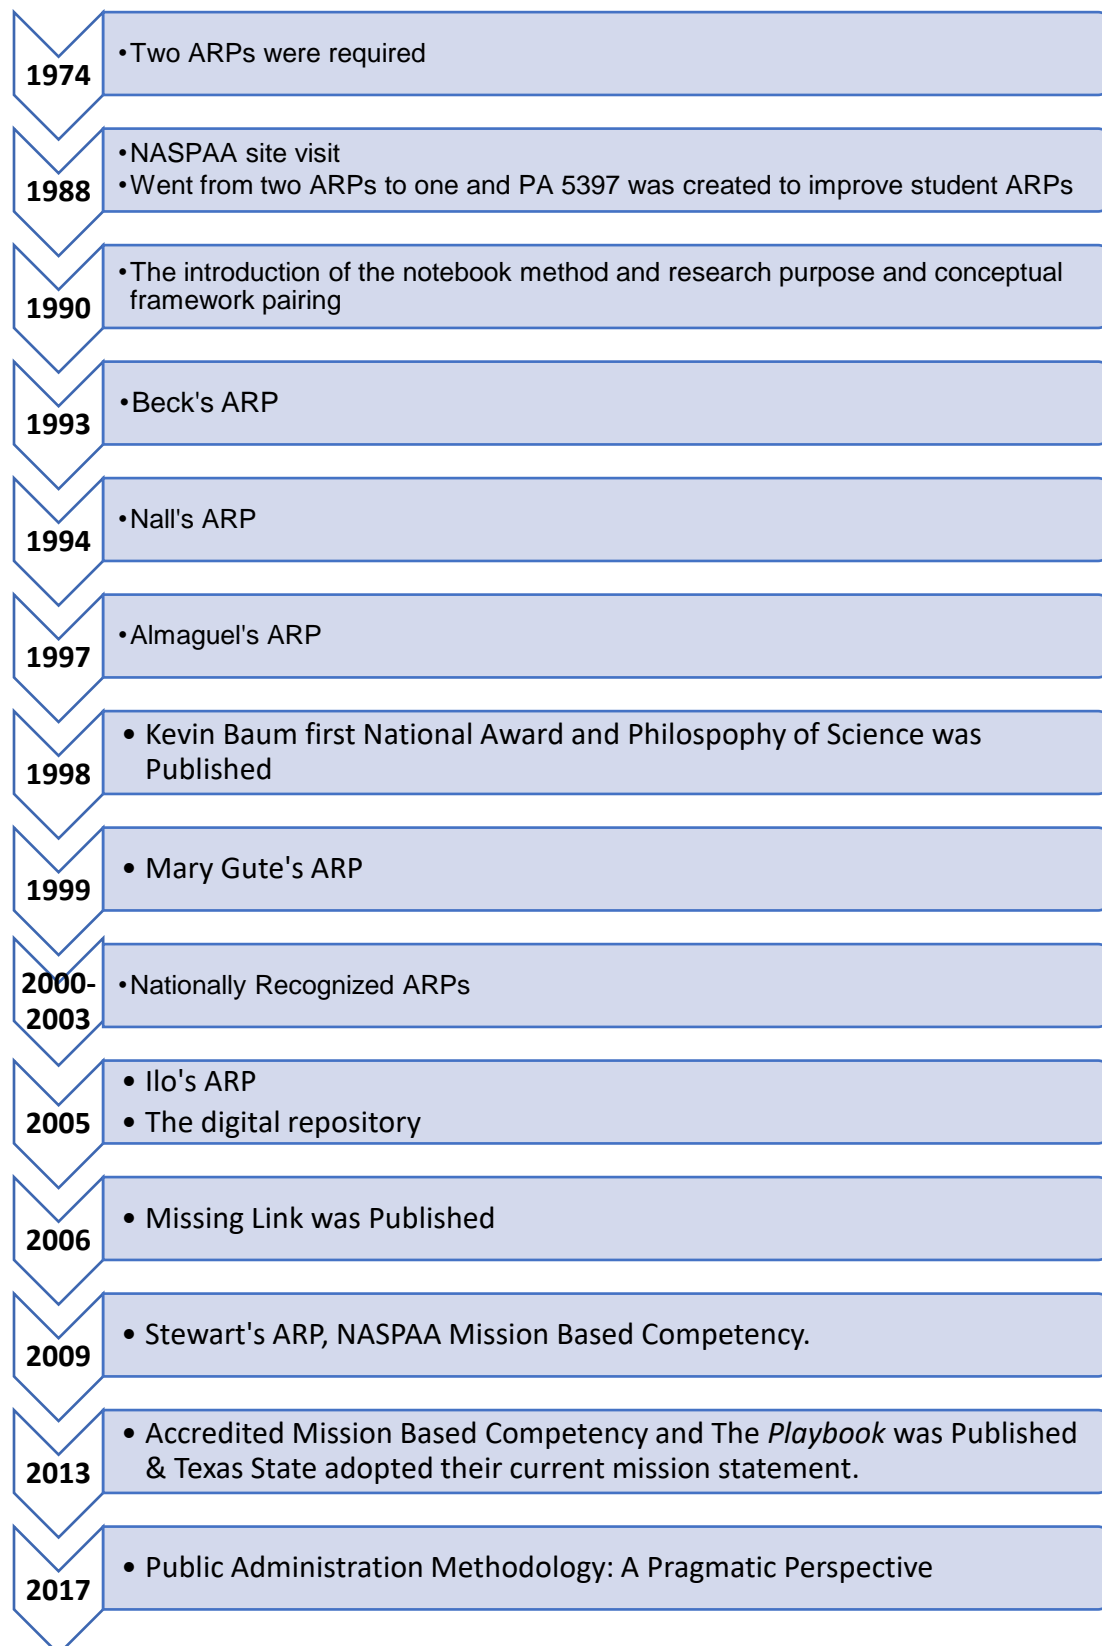 1974
•Two ARPs were required
1988
•NASPAA site visit
•Went from two ARPs to one and PA 5397 was created to improve student ARPs
1990
•The introduction of the notebook method and research purpose and conceptual
framework pairing
1993
•Beck's ARP
1994
•Nall's ARP
1997
•Almaguel's ARP
1998
• Kevin Baum first National Award and Philospophy of Science was
Published
1999
• Mary Gute's ARP
2000-
2003
•Nationally Recognized ARPs
2005
• Ilo's ARP
• The digital repository
2006
• Missing Link was Published
2009
• Stewart's ARP, NASPAA Mission Based Competency.
2013
• Accredited Mission Based Competency and The Playbook was Published
& Texas State adopted their current mission statement.
2017
• Public Administration Methodology: A Pragmatic Perspective